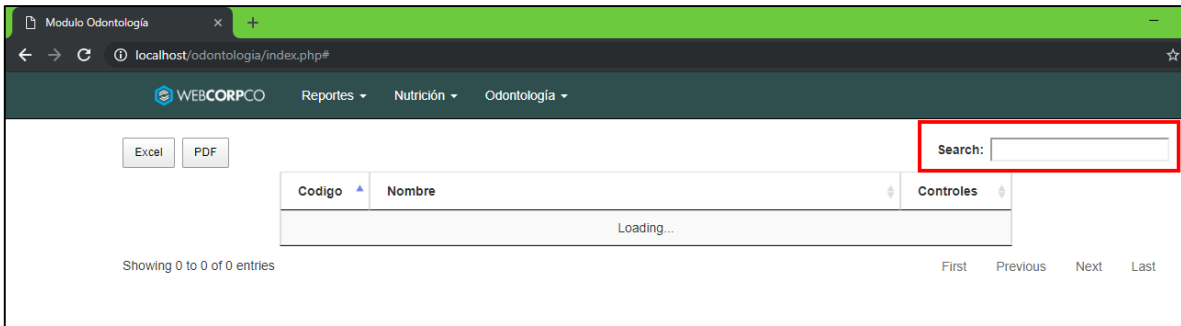 Modulo Odontología
localhost/odontologia/index.php#
WEBCORPCO Reportes Nutrición Odontología
Excel PDF Search:
Codigo Nombre Controles
Loading...
Showing 0 to 0 of 0 entries First Previous Next Last